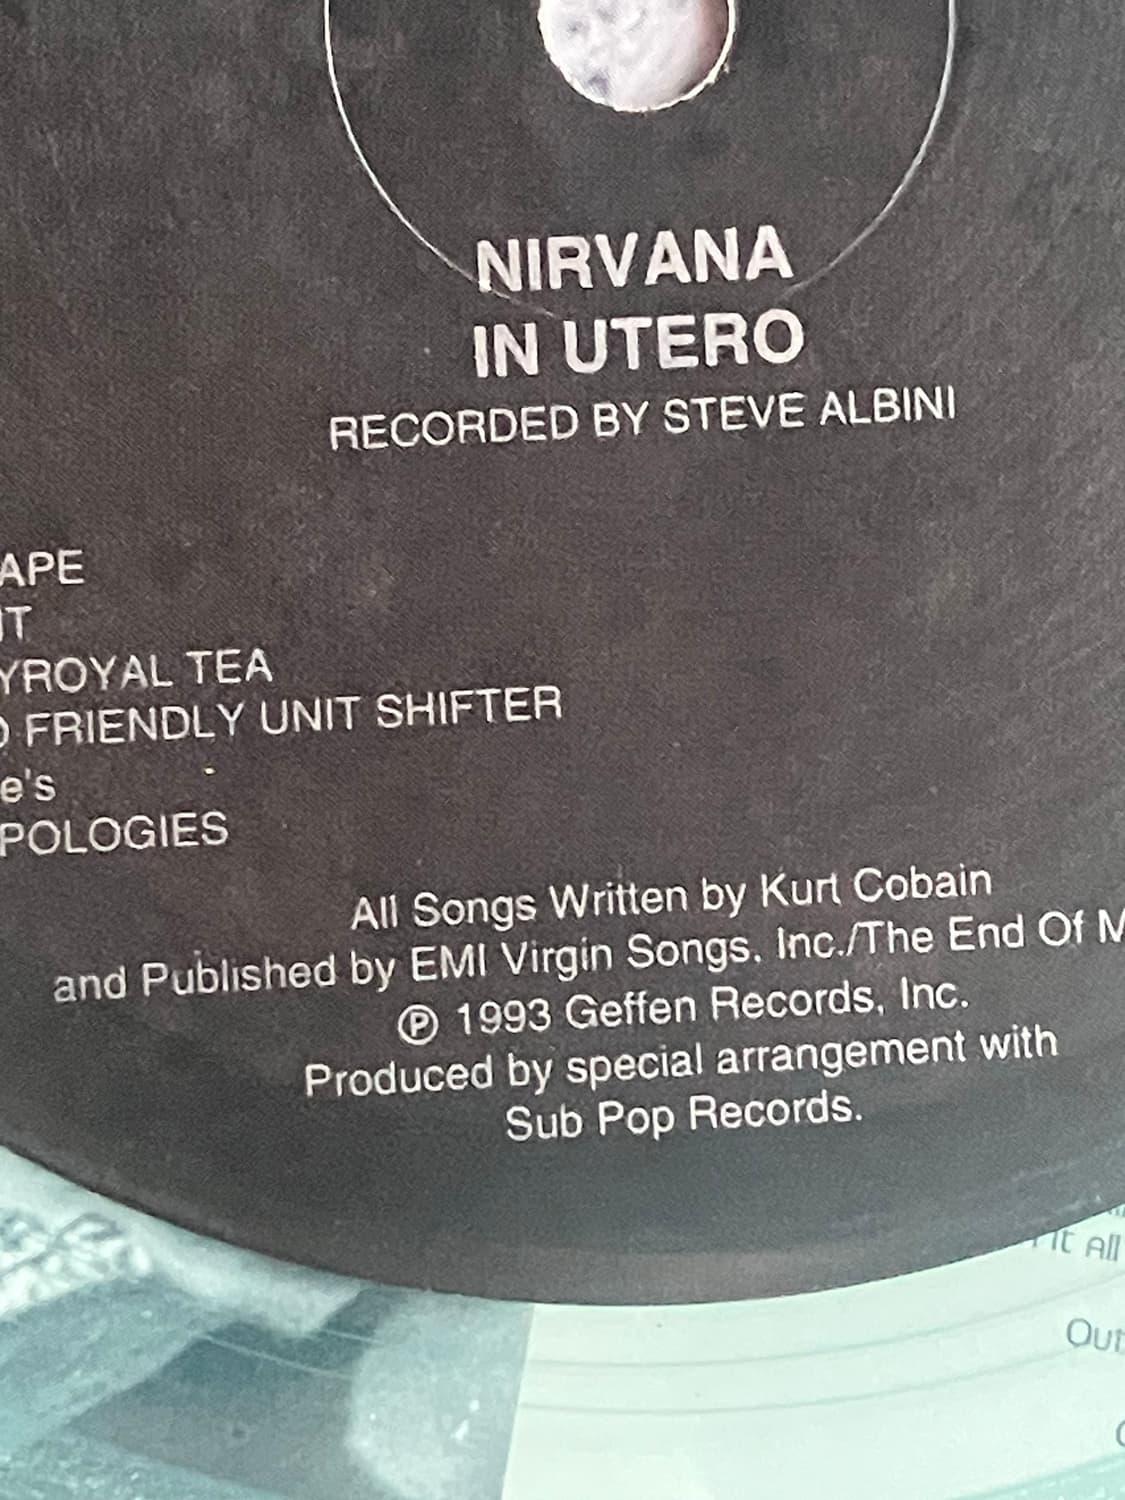 NIRVANA
IN UTERO
RECORDED BY STEVE ALBINI
APE
IT
YROYAL TEA
FRIENDLY UNIT SHIFTER
e's
POLOGIES
All Songs Written by Kurt Cobain
and Published by EMI Virgin Songs, Inc./The End Of M
℗ 1993 Geffen Records, Inc.
Produced by special arrangement with
Sub Pop Records.
it All
Out